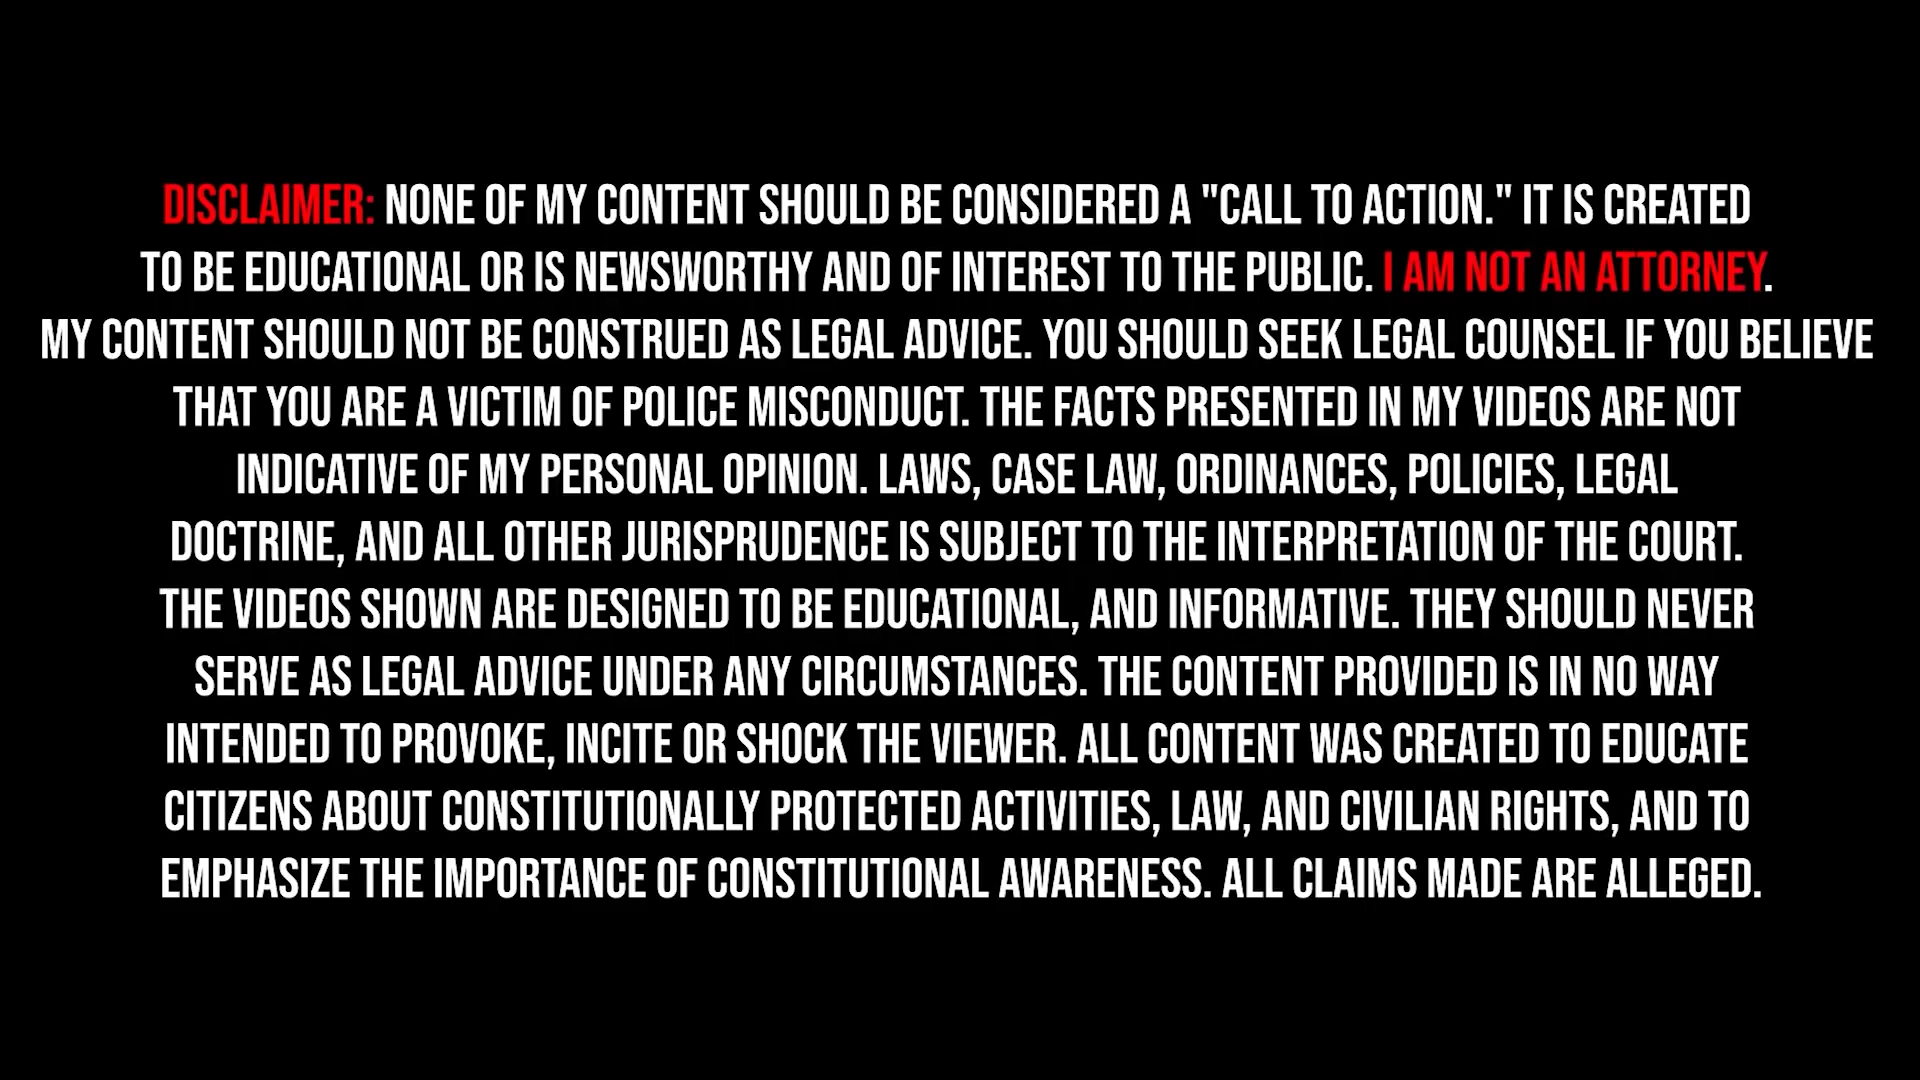 DISCLAIMER: NONE OF MY CONTENT SHOULD BE CONSIDERED A "CALL TO ACTION." IT IS CREATED
TO BE EDUCATIONAL OR IS NEWSWORTHY AND OF INTEREST TO THE PUBLIC. I AM NOT AN ATTORNEY.
MY CONTENT SHOULD NOT BE CONSTRUED AS LEGAL ADVICE. YOU SHOULD SEEK LEGAL COUNSEL IF YOU BELIEVE
THAT YOU ARE A VICTIM OF POLICE MISCONDUCT. THE FACTS PRESENTED IN MY VIDEOS ARE NOT
INDICATIVE OF MY PERSONAL OPINION. LAWS, CASE LAW, ORDINANCES, POLICIES, LEGAL
DOCTRINE, AND ALL OTHER JURISPRUDENCE IS SUBJECT TO THE INTERPRETATION OF THE COURT.
THE VIDEOS SHOWN ARE DESIGNED TO BE EDUCATIONAL, AND INFORMATIVE. THEY SHOULD NEVER
SERVE AS LEGAL ADVICE UNDER ANY CIRCUMSTANCES. THE CONTENT PROVIDED IS IN NO WAY
INTENDED TO PROVOKE, INCITE OR SHOCK THE VIEWER. ALL CONTENT WAS CREATED TO EDUCATE
CITIZENS ABOUT CONSTITUTIONALLY PROTECTED ACTIVITIES, LAW, AND CIVILIAN RIGHTS, AND TO
EMPHASIZE THE IMPORTANCE OF CONSTITUTIONAL AWARENESS. ALL CLAIMS MADE ARE ALLEGED.